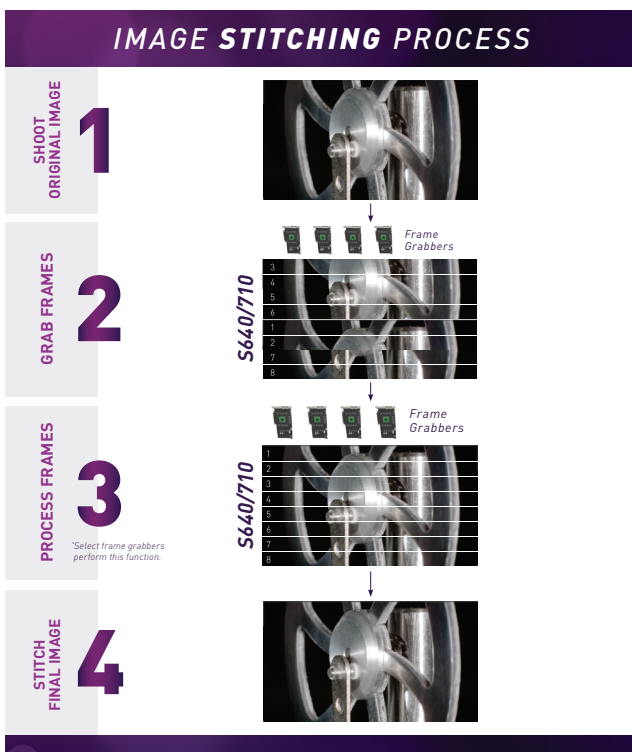 IMAGE STITCHING PROCESS
SHOOT
ORIGINAL IMAGE
1
Frame
Grabbers
GRAB FRAMES
2
S640/710
3
4
5
6
1
2
7
8
Frame
Grabbers
PROCESS FRAMES
3
*Select frame grabbers
perform this function.
S640/710
1
2
3
4
5
6
7
8
STITCH
FINAL IMAGE
4